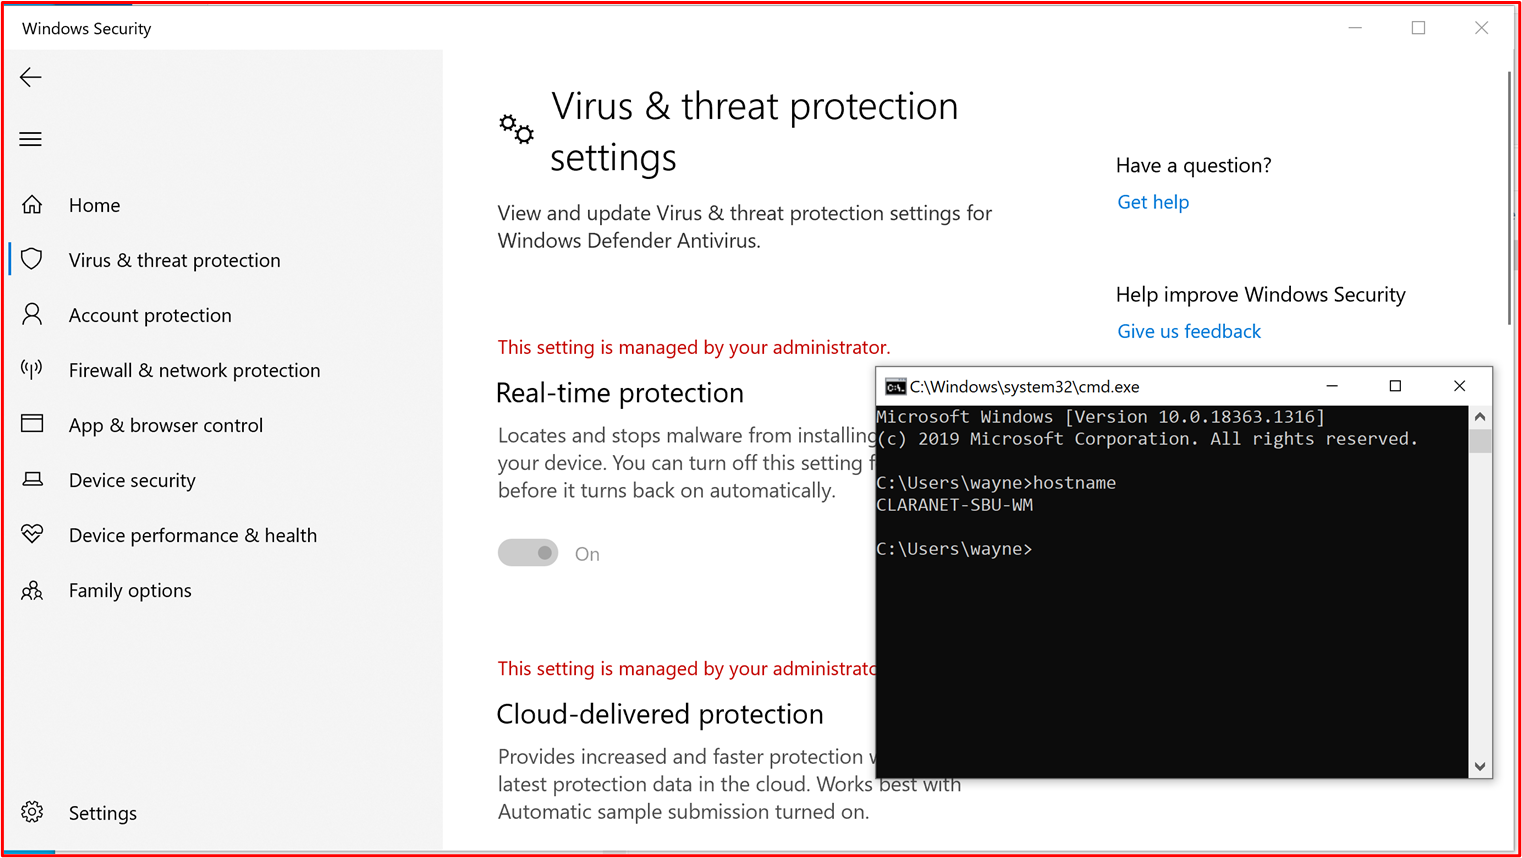 Windows Security
Home
Virus & threat protection
Account protection
Firewall & network protection
App & browser control
Device security
Device performance & health
Family options
Settings
Virus & threat protection
settings
View and update Virus & threat protection settings for
Windows Defender Antivirus.
This setting is managed by your administrator.
Real-time protection
Locates and stops malware from installing
your device. You can turn off this setting
before it turns back on automatically.
On
This setting is managed by your
Cloud-delivered protection
Provides increased and faster protection
latest protection data in the cloud. Works best with
Automatic sample submission turned on.
Have a question?
Get help
Help improve Windows Security
Give us feedback
C:\Windows\system32\cmd.exe
Microsoft Windows [Version 10.0.18363.1316]
(c) 2019 Microsoft Corporation. All rights reserved.
C:\Users\wayne>hostname
CLARANET-SBU-WM
C:\Users\wayne>